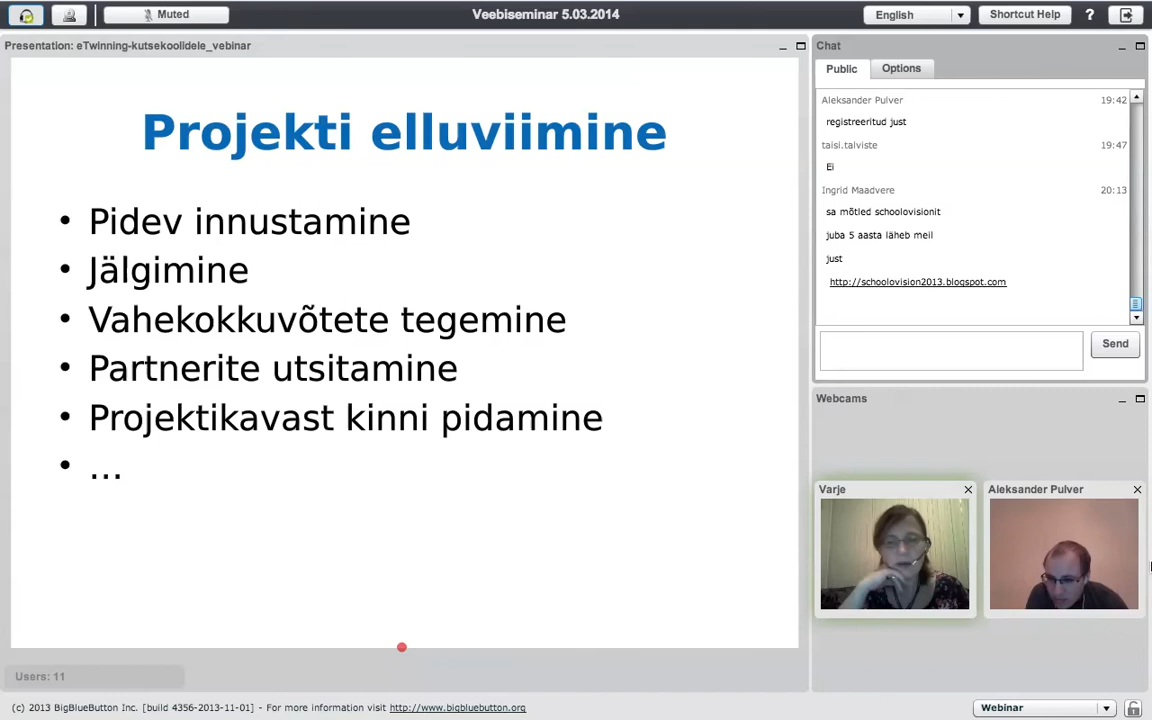 Muted
Veebiseminar 5.03.2014
English
Shortcut Help
?
Presentation: eTwinning-kutsekoolidele_vebinar
Projekti elluviimine
• Pidev innustamine
• Jälgimine
• Vahekokkuvõtete tegemine
• Partnerite utsitamine
• Projektikavast kinni pidamine
• ...
Users: 11
Chat
Public
Options
Aleksander Pulver 19:42
registreeritud just
taisi.talviste 19:47
Ei
Ingrid Maadvere 20:13
sa mõtled schoolovisionit
juba 5 aasta läheb meil
just
http://schoolovision2013.blogspot.com
Send
Webcams
Varje
Aleksander Pulver
(c) 2013 BigBlueButton Inc. [build 4356-2013-11-01] - For more information visit http://www.bigbluebutton.org
Webinar